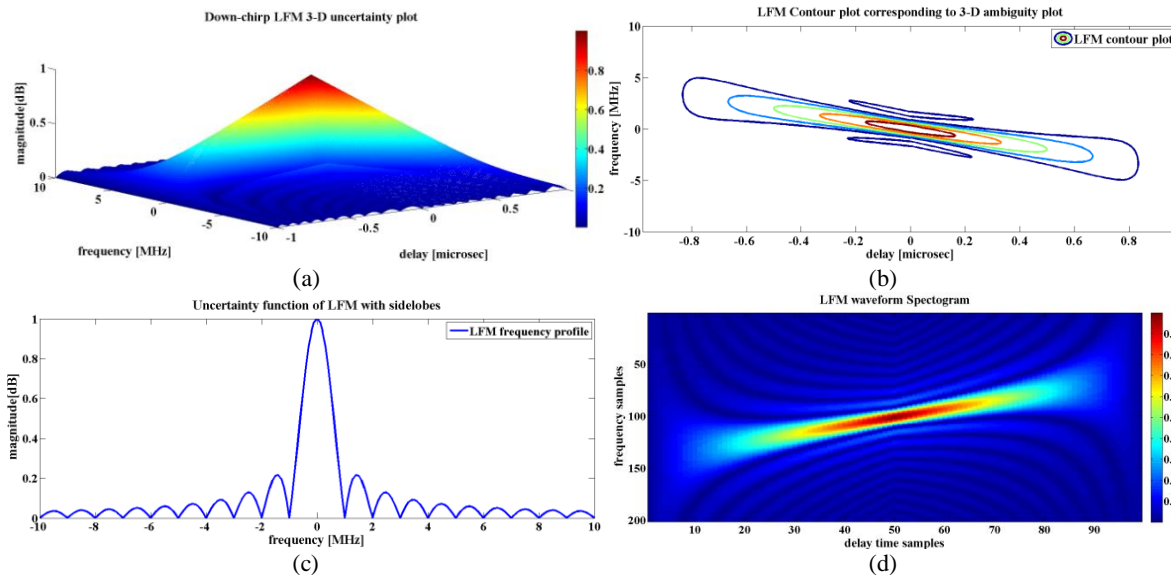 Down-chirp LFM 3-D uncertainty plot
magnitude[dB]
1
0.5
0
10
5
0
-5
-10
-1
-0.5
0
0.5
frequency [MHz]
delay [microsec]
0.8
0.6
0.4
0.2
(a)
LFM Contour plot corresponding to 3-D ambiguity plot
LFM contour plot
frequency [MHz]
10
5
0
-5
-10
-0.8 -0.6 -0.4 -0.2 0 0.2 0.4 0.6 0.8
delay [microsec]
(b)
Uncertainty function of LFM with sidelobes
LFM frequency profile
magnitude[dB]
1
0.8
0.6
0.4
0.2
0
-10 -8 -6 -4 -2 0 2 4 6 8 10
frequency [MHz]
(c)
LFM waveform Spectogram
frequency samples
50
100
150
200
10 20 30 40 50 60 70 80 90
delay time samples
(d)